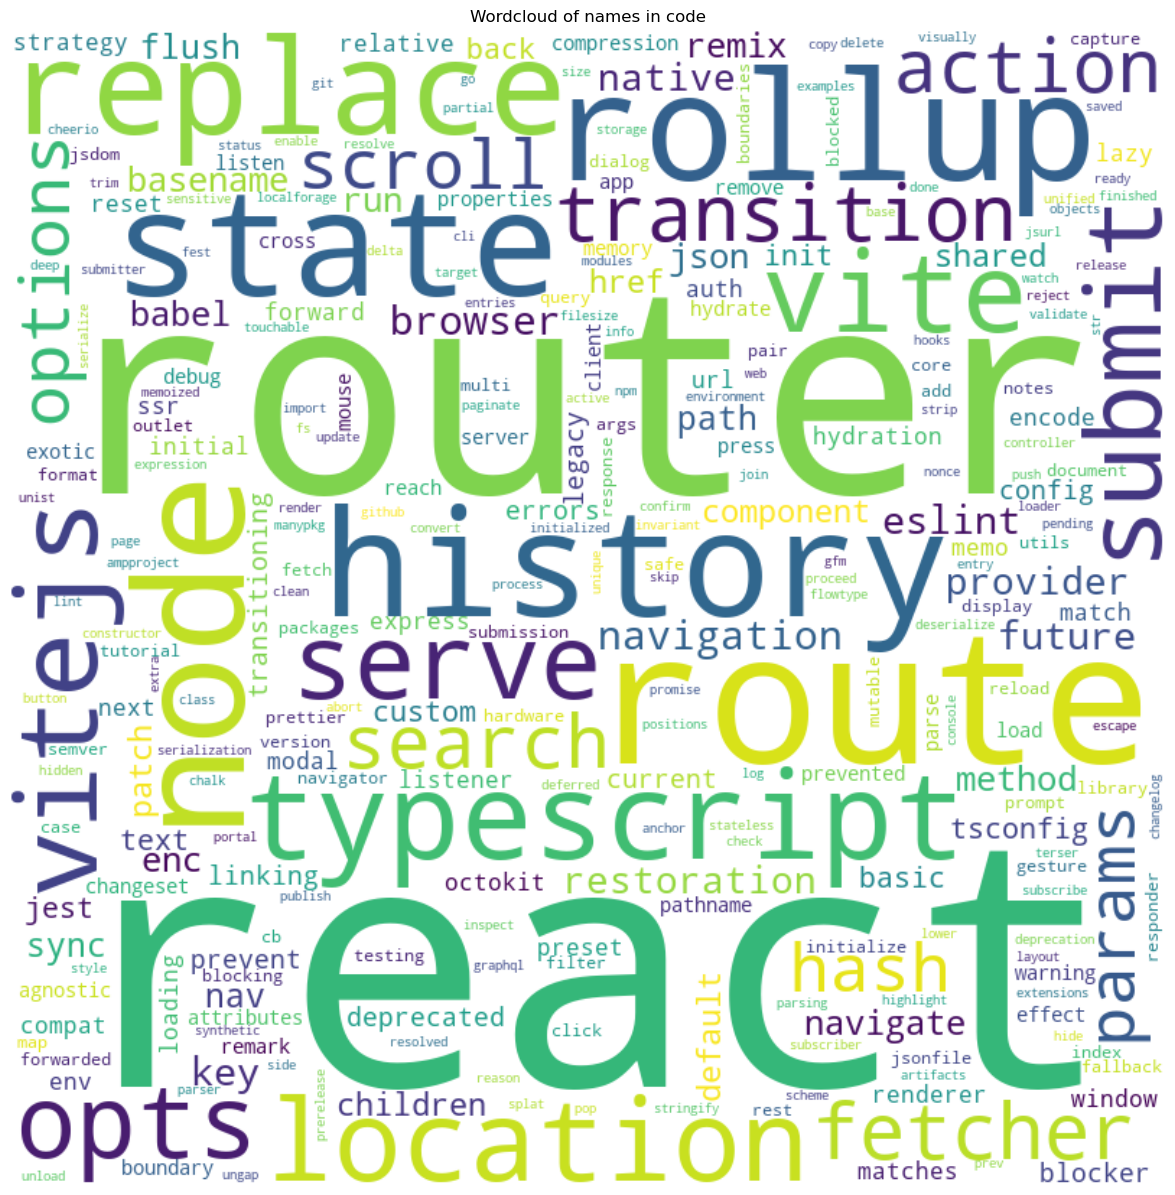 Wordcloud of names in code
strategy
flush
relative
back
compression
remix
copy
delete
visually
capture
replace
git
go
size
native
rollup
examples
action
partial
boundaries
blocked
saved
cheerio
status
enable
resolve
storage
jsdom
listen
scroll
dialog
lazy
trim
basename
app
remove
done
ready
unified
finished
options
reset
sensitive
localforage
run
properties
transition
base
objects
jsurl
state
cross
delta
cli
memory
json
init
shared
deep
submitter
fest
target
modules
release
submit
entries
query
href
auth
vite
watch
reject
babel
forward
browser
filesize
hydrate
validate
serialize
touchable
info
str
router
client
pair
hooks
debug
memoized
multi
url
web
core
ssr
import
mouse
paginate
active
npm
environment
add
notes
outlet
fs
update
server
legacy
args
path
strip
encode
exotic
initial
press
hydration
controller
format
expression
response
join
nonce
push
document
unist
reach
config
render
github
errors
confirm
component
eslint
loader
vitejs
node
transitioning
manypkg
convert
initialized
invariant
pending
page
history
memo
utils
ampproject
fetch
unique
safe
gfm
entry
skip
lint
clean
process
proceed
flowtype
provider
packages
express
submission
navigation
display
match
constructor
deserialize
future
tutorial
serve
extra
route
button
class
promise
mutable
reload
next
prettier
abort
custom
hardware
positions
parse
console
load
escape
semver
serialization
version
search
patch
modal
hidden
chalk
navigator
listener
deferred
current
log
prevented
method
library
typescript
prompt
changelog
case
text
portal
anchor
stateless
check
tsconfig
params
terser
enc
gesture
changeset
linking
octokit
restoration
basic
subscribe
publish
pathname
jest
react
responder
inspect
lower
sync
cb
testing
preset
initialize
deprecation
style
prevent
filter
graphql
hash
layout
blocking
warning
agnostic
loading
nav
default
extensions
attributes
deprecated
parsing
highlight
compat
synthetic
click
navigate
effect
map
remark
resolved
subscriber
hide
index
forwarded
side
jsonfile
fallback
env
key
reason
artifacts
parser
scheme
renderer
window
opts
prerelease
children
splat
pop
stringify
rest
location
fetcher
unload
boundary
ungap
matches
prev
blocker